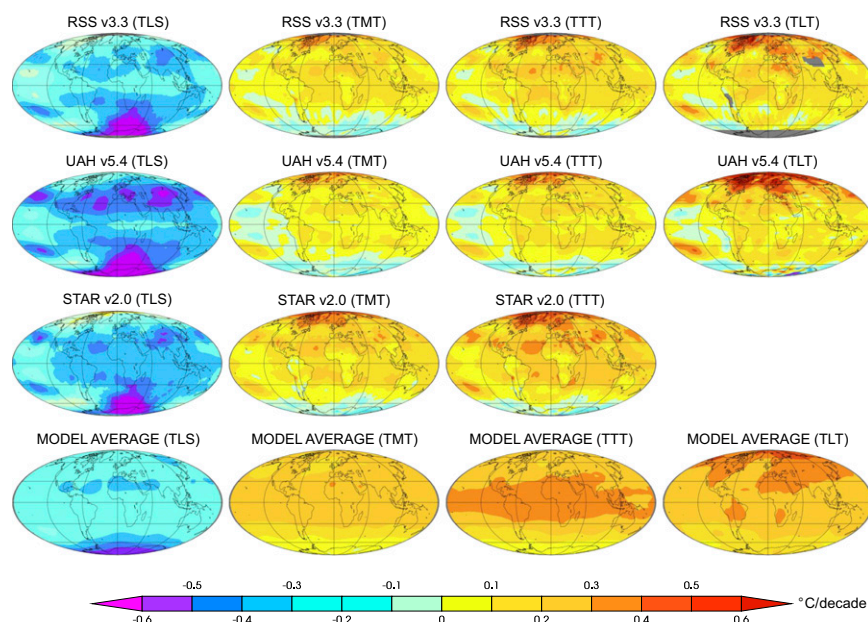 RSS v3.3 (TLS) RSS v3.3 (TMT) RSS v3.3 (TTT) RSS v3.3 (TLT)
UAH v5.4 (TLS) UAH v5.4 (TMT) UAH v5.4 (TTT) UAH v5.4 (TLT)
STAR v2.0 (TLS) STAR v2.0 (TMT) STAR v2.0 (TTT)
MODEL AVERAGE (TLS) MODEL AVERAGE (TMT) MODEL AVERAGE (TTT) MODEL AVERAGE (TLT)
-0.5 -0.3 -0.1 0.1 0.3 0.5
°C/decade
-0.6 -0.4 -0.2 0 0.2 0.4 0.6